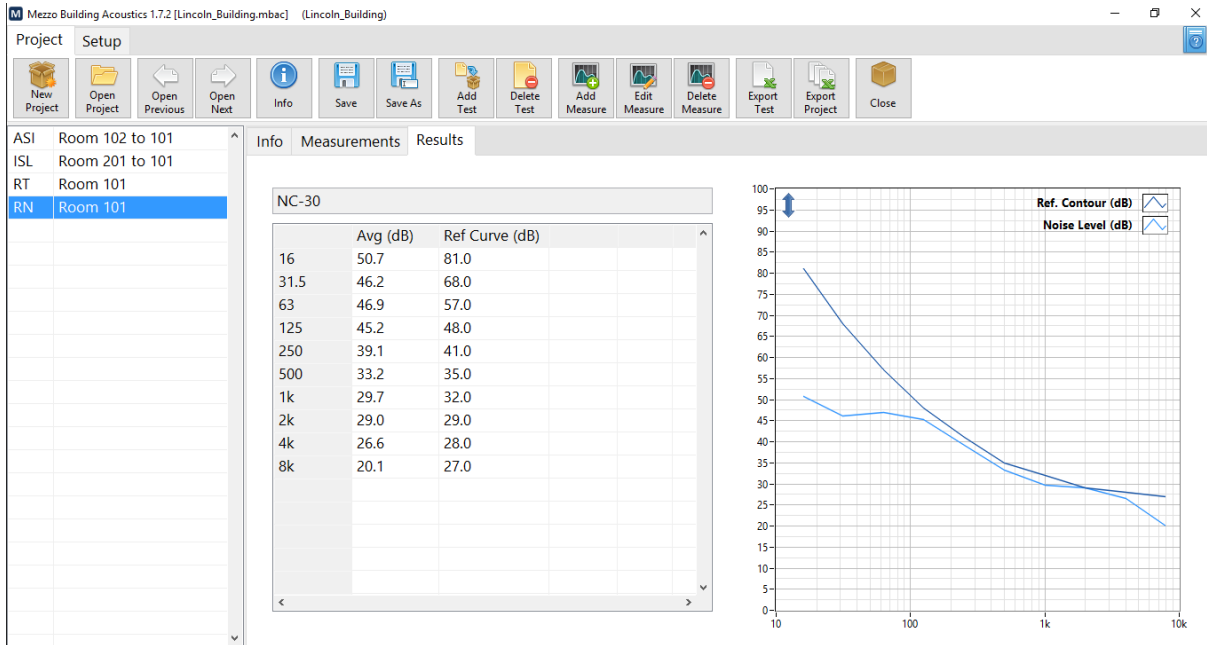 M Mezzo Building Acoustics 1.7.2 [Lincoln_Building.mbac] (Lincoln_Building)
Project Setup
?
New Project
Open Project
Open Previous
Open Next
Info
Save
Save As
Add Test
Delete Test
Add Measure
Edit Measure
Delete Measure
Export Test
Export Project
Close
ASI Room 102 to 101
ISL Room 201 to 101
RT Room 101
RN Room 101
Info Measurements Results
NC-30
Avg (dB) Ref Curve (dB)
16 50.7 81.0
31.5 46.2 68.0
63 46.9 57.0
125 45.2 48.0
250 39.1 41.0
500 33.2 35.0
1k 29.7 32.0
2k 29.0 29.0
4k 26.6 28.0
8k 20.1 27.0
Ref. Contour (dB)
Noise Level (dB)
100
95
90
85
80
75
70
65
60
55
50
45
40
35
30
25
20
15
10
5
0
10 100 1k 10k